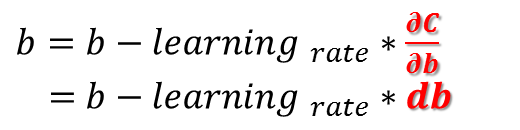 b = b − learning rate * ∂C/∂b
= b − learning rate * db